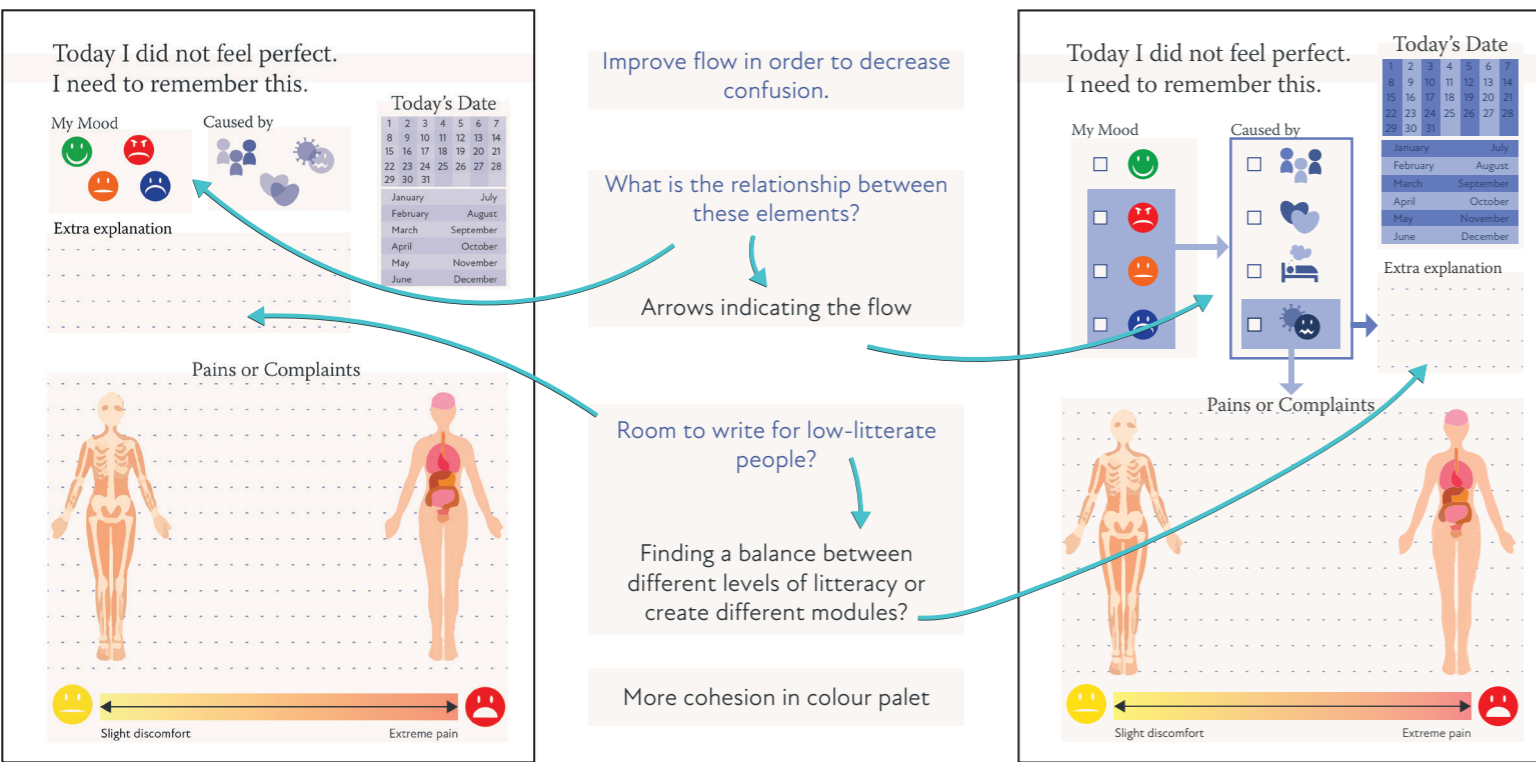 Today I did not feel perfect.
I need to remember this.
Today's Date
1 2 3 4 5 6 7
8 9 10 11 12 13 14
15 16 17 18 19 20 21
22 23 24 25 26 27 28
29 30 31
January July
February August
March September
April October
May November
June December
My Mood
Caused by
Extra explanation
Pains or Complaints
Slight discomfort
Extreme pain
Improve flow in order to decrease
confusion.
What is the relationship between
these elements?
Arrows indicating the flow
Room to write for low-litterate
people?
Finding a balance between
different levels of litteracy or
create different modules?
More cohesion in colour palet
Today I did not feel perfect.
I need to remember this.
Today's Date
1 2 3 4 5 6 7
8 9 10 11 12 13 14
15 16 17 18 19 20 21
22 23 24 25 26 27 28
29 30 31
January July
February August
March September
April October
May November
June December
My Mood
Caused by
Extra explanation
Pains or Complaints
Slight discomfort
Extreme pain